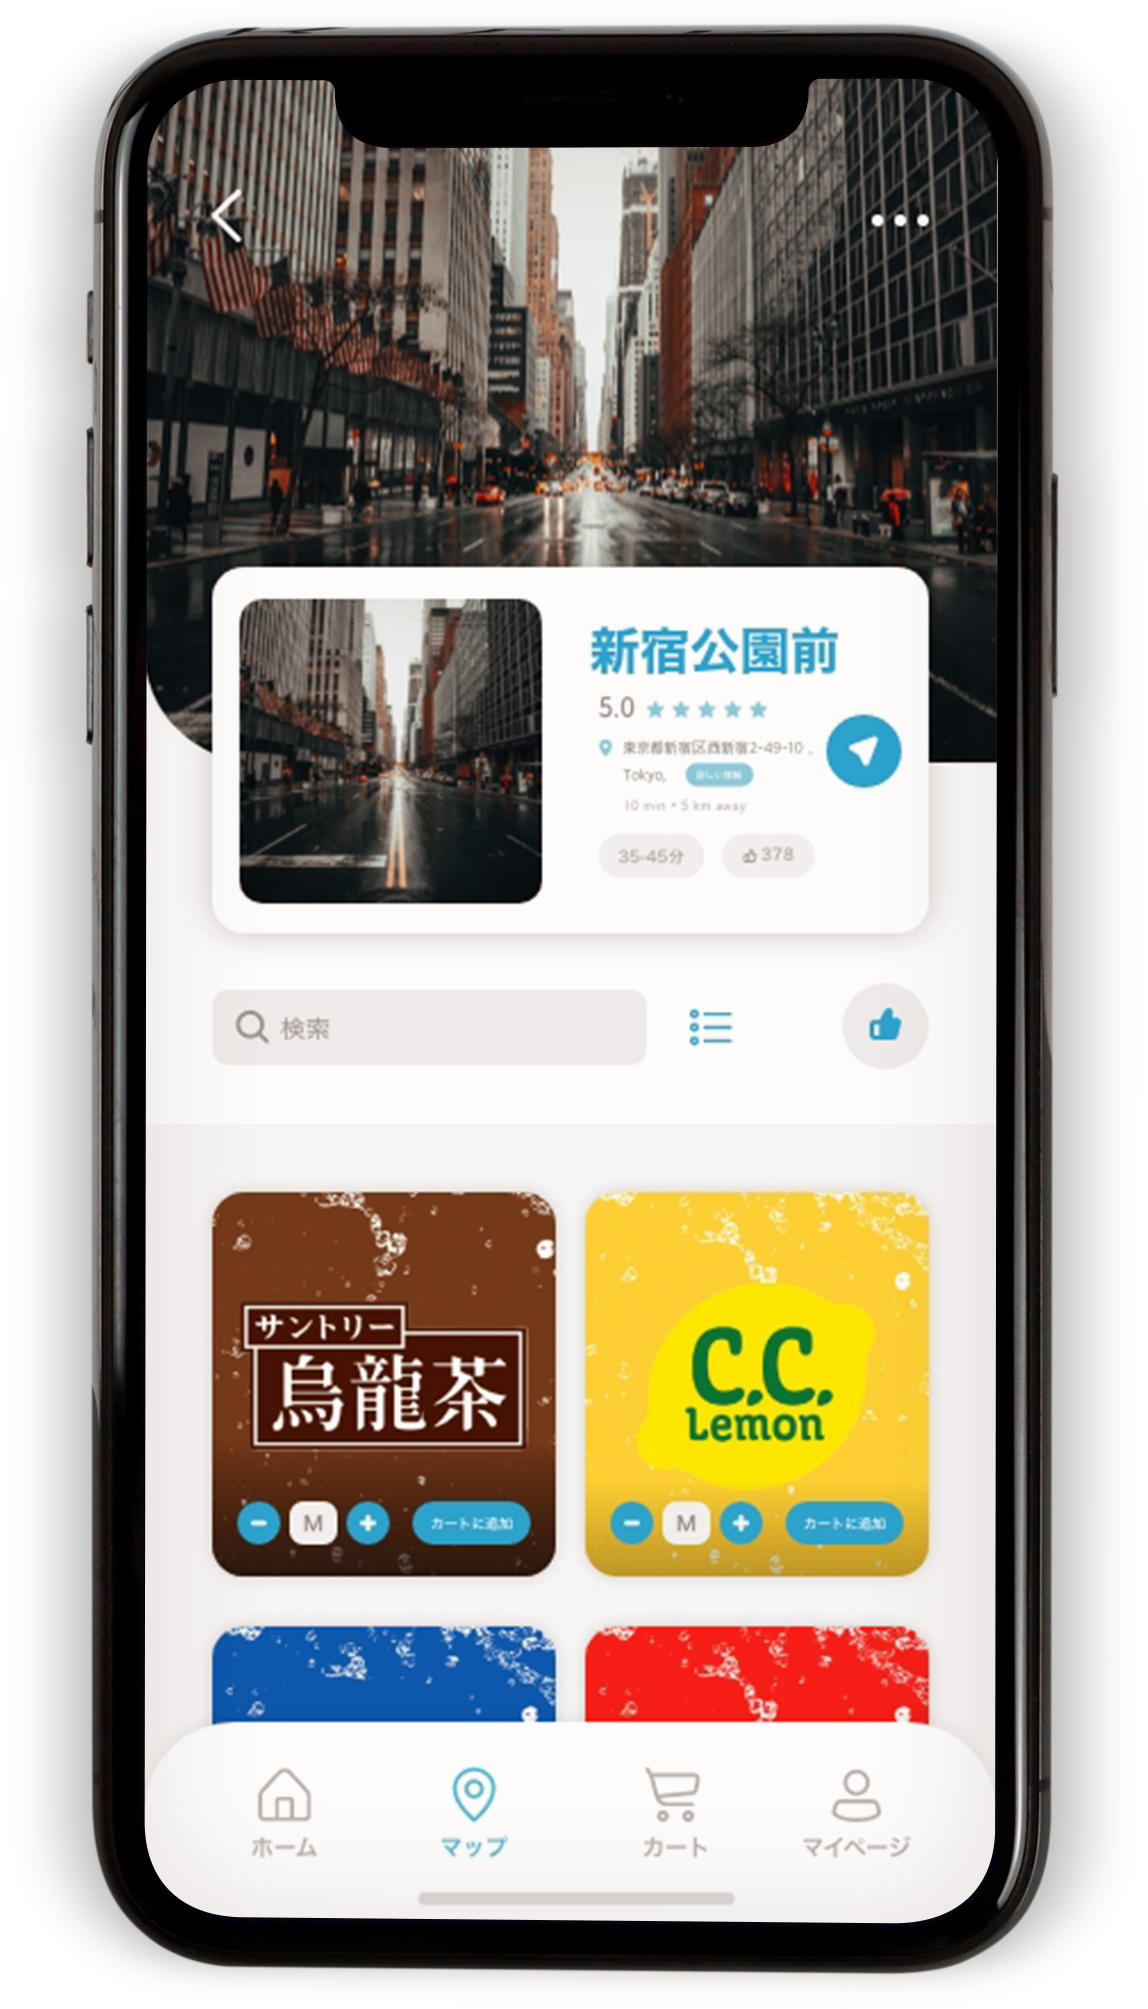 新宿公園前
5.0
東京都新宿区西新宿2-49-10 ,
Tokyo,
10 min • 5 km away
35-45分
378
検索
サントリー
烏龍茶
M
カートに追加
C.C.
Lemon
M
カートに追加
ホーム
マップ
カート
マイページ